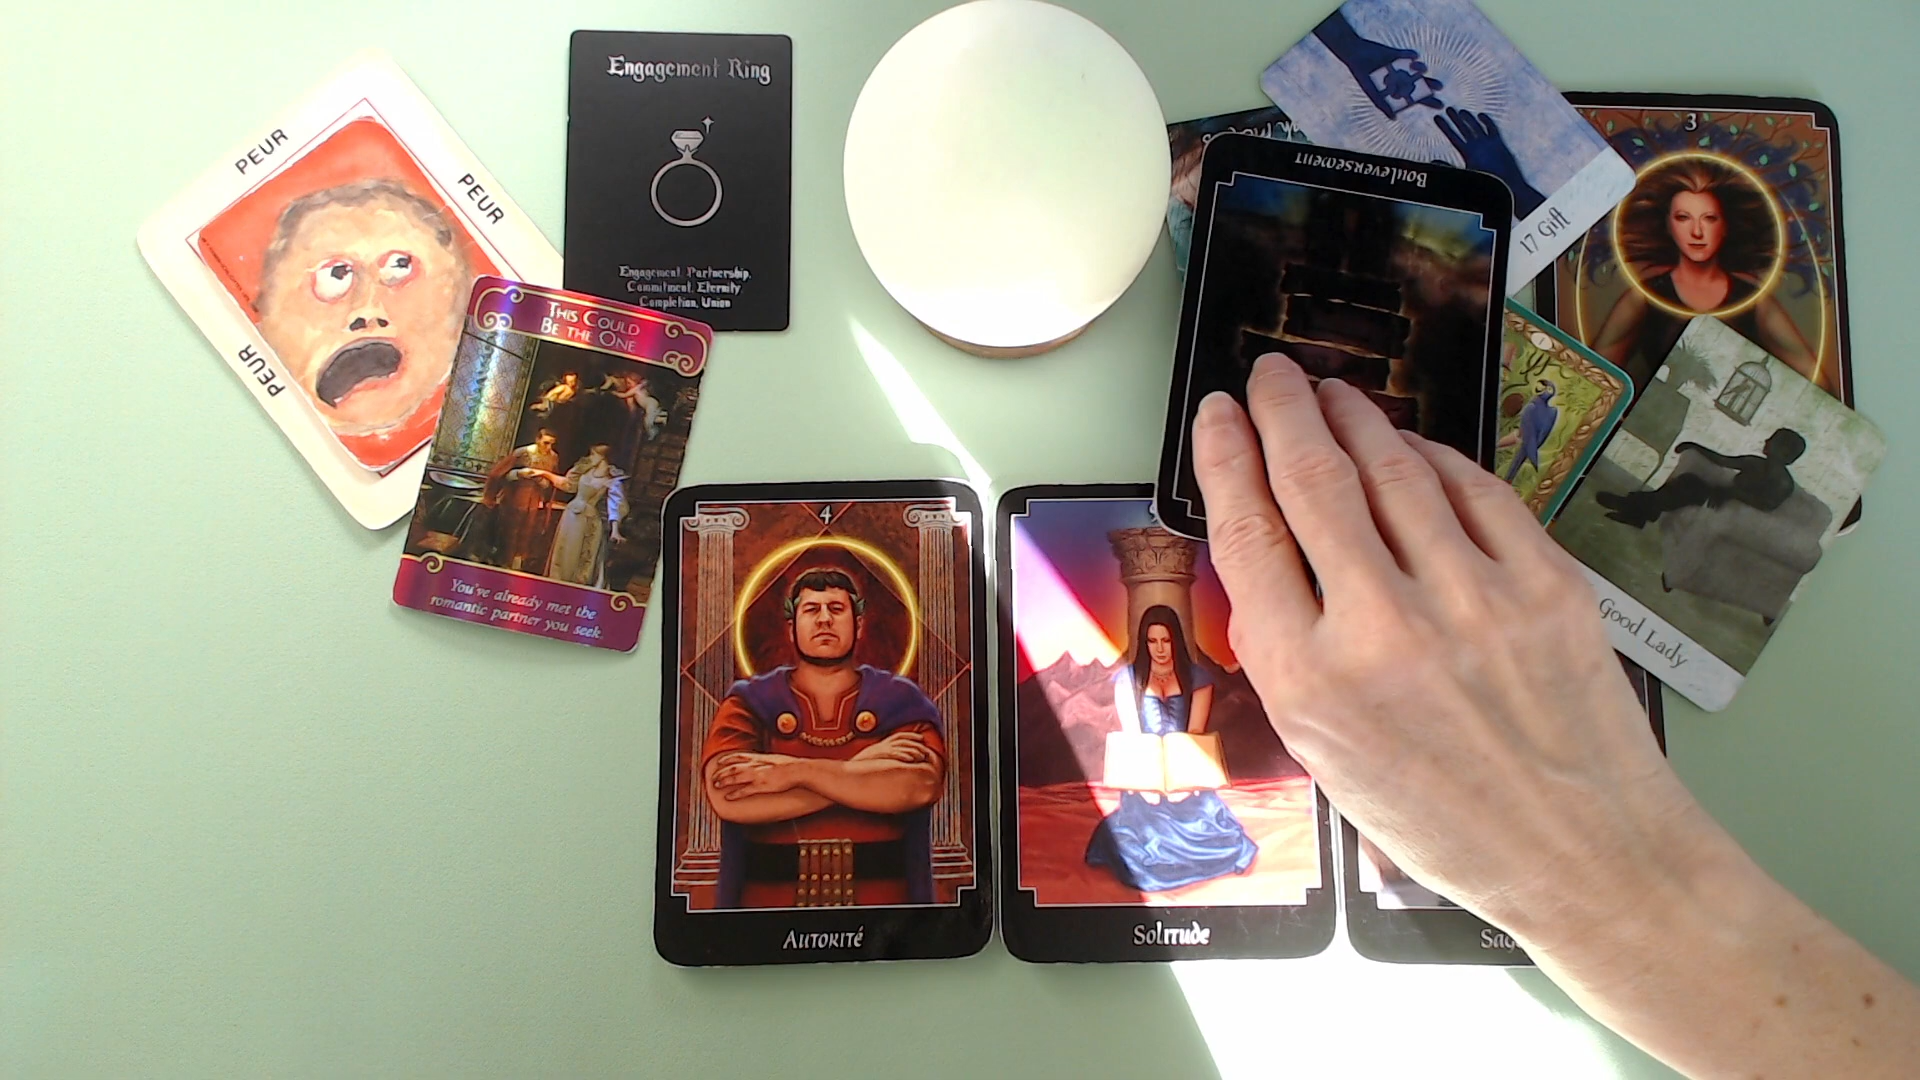 PEUR
PEUR
PEUR
Engagement Ring
Engagement, Partnership,
Commitment, Eternity
Completion, Union
This Could
Be the One
You've already met the
romantic partner you seek.
4
Autorité
Solitude
Bouleversement
17 Gift
3
Good Lady